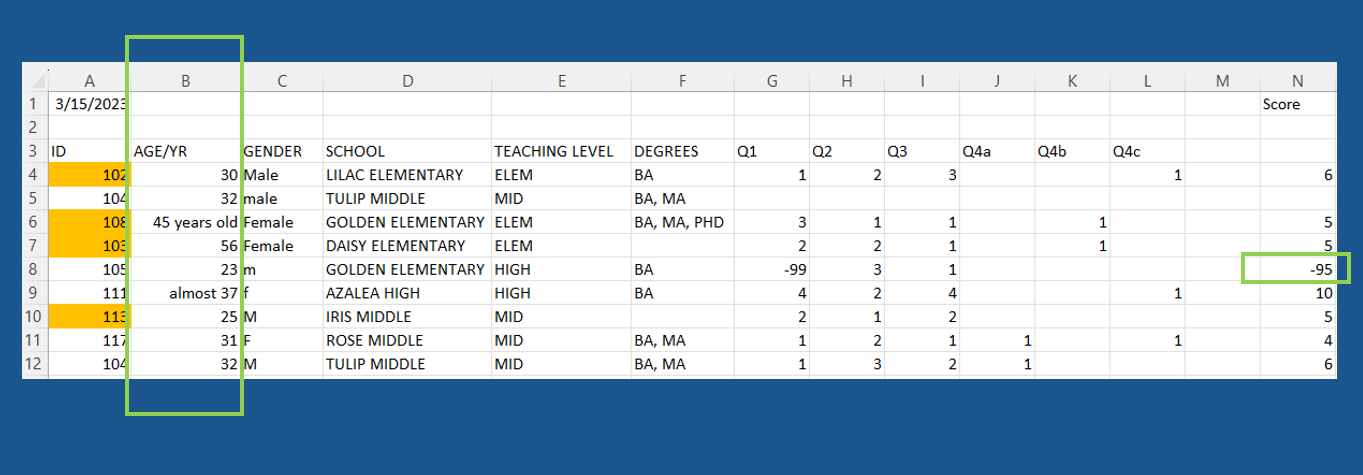 A B C D E F G H I J K L M N
1 3/15/2023 Score
2
3 ID AGE/YR GENDER SCHOOL TEACHING LEVEL DEGREES Q1 Q2 Q3 Q4a Q4b Q4c
4 102 30 Male LILAC ELEMENTARY ELEM BA 1 2 3 1 6
5 104 32 male TULIP MIDDLE MID BA, MA
6 108 45 years old Female GOLDEN ELEMENTARY ELEM BA, MA, PHD 3 1 1 1 5
7 103 56 Female DAISY ELEMENTARY ELEM 2 2 1 1 5
8 105 23 m GOLDEN ELEMENTARY HIGH BA -99 3 1 -95
9 111 almost 37 f AZALEA HIGH HIGH BA 4 2 4 1 10
10 113 25 M IRIS MIDDLE MID 2 1 2 5
11 117 31 F ROSE MIDDLE MID BA, MA 1 2 1 1 1 4
12 104 32 M TULIP MIDDLE MID BA, MA 1 3 2 1 6